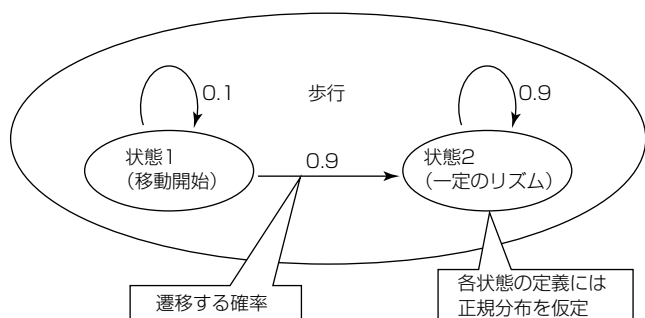 歩行
0.1
0.9
状態1
（移動開始）
0.9
状態2
（一定のリズム）
遷移する確率
各状態の定義には
正規分布を仮定